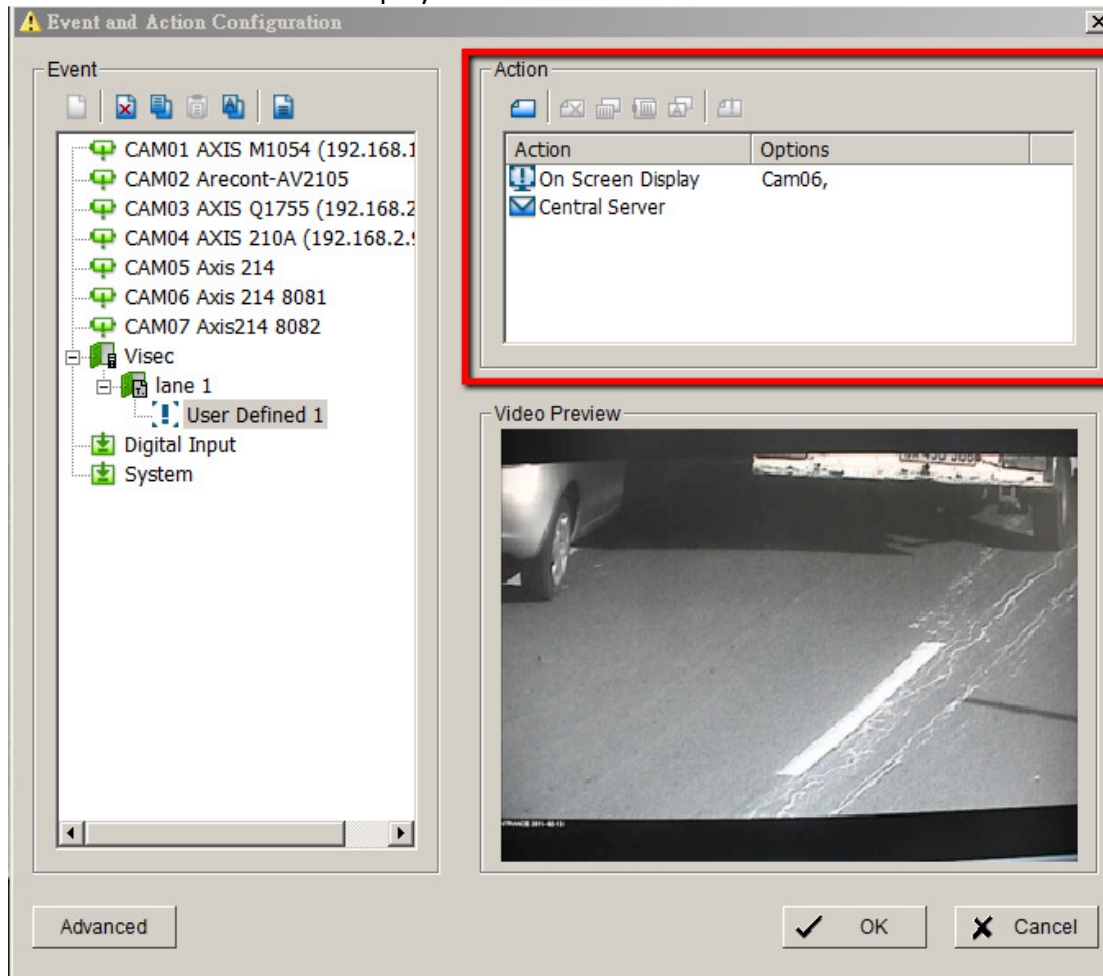 Event and Action Configuration
Event
CAM01 AXIS M1054 (192.168.1
CAM02 Arecont-AV2105
CAM03 AXIS Q1755 (192.168.2
CAM04 AXIS 210A (192.168.2.9
CAM05 Axis 214
CAM06 Axis 214 8081
CAM07 Axis214 8082
Visec
lane 1
User Defined 1
Digital Input
System
Action
Action Options
On Screen Display Cam06,
Central Server
Video Preview
Advanced
OK
Cancel